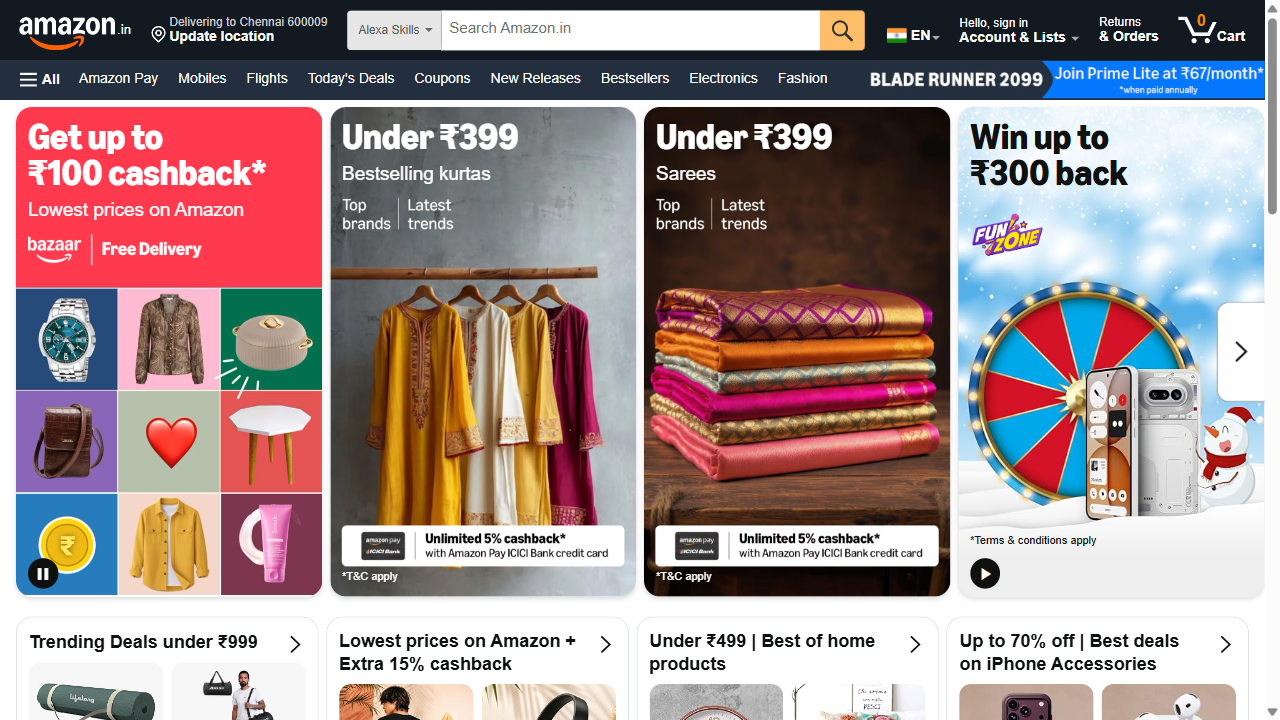 amazon.in
Delivering to Chennai 600009
Update location
Alexa Skills
Search Amazon.in
EN
Hello, sign in
Account & Lists
Returns
& Orders
0
Cart
All
Amazon Pay
Mobiles
Flights
Today's Deals
Coupons
New Releases
Bestsellers
Electronics
Fashion
BLADE RUNNER 2099
Join Prime Lite at ₹67/month*
*when paid annually
Get up to
₹100 cashback*
Lowest prices on Amazon
bazaar
Free Delivery
₹
Under ₹399
Bestselling kurtas
Top
brands
Latest
trends
amazon pay
ICICI Bank
Unlimited 5% cashback*
with Amazon Pay ICICI Bank credit card
*T&C apply
Under ₹399
Sarees
Top
brands
Latest
trends
amazon pay
ICICI Bank
Unlimited 5% cashback*
with Amazon Pay ICICI Bank credit card
*T&C apply
Win up to
₹300 back
FUN
ZONE
*Terms & conditions apply
Trending Deals under ₹999
lifelong
Lowest prices on Amazon +
Extra 15% cashback
Under ₹499 | Best of home
products
Up to 70% off | Best deals
on iPhone Accessories